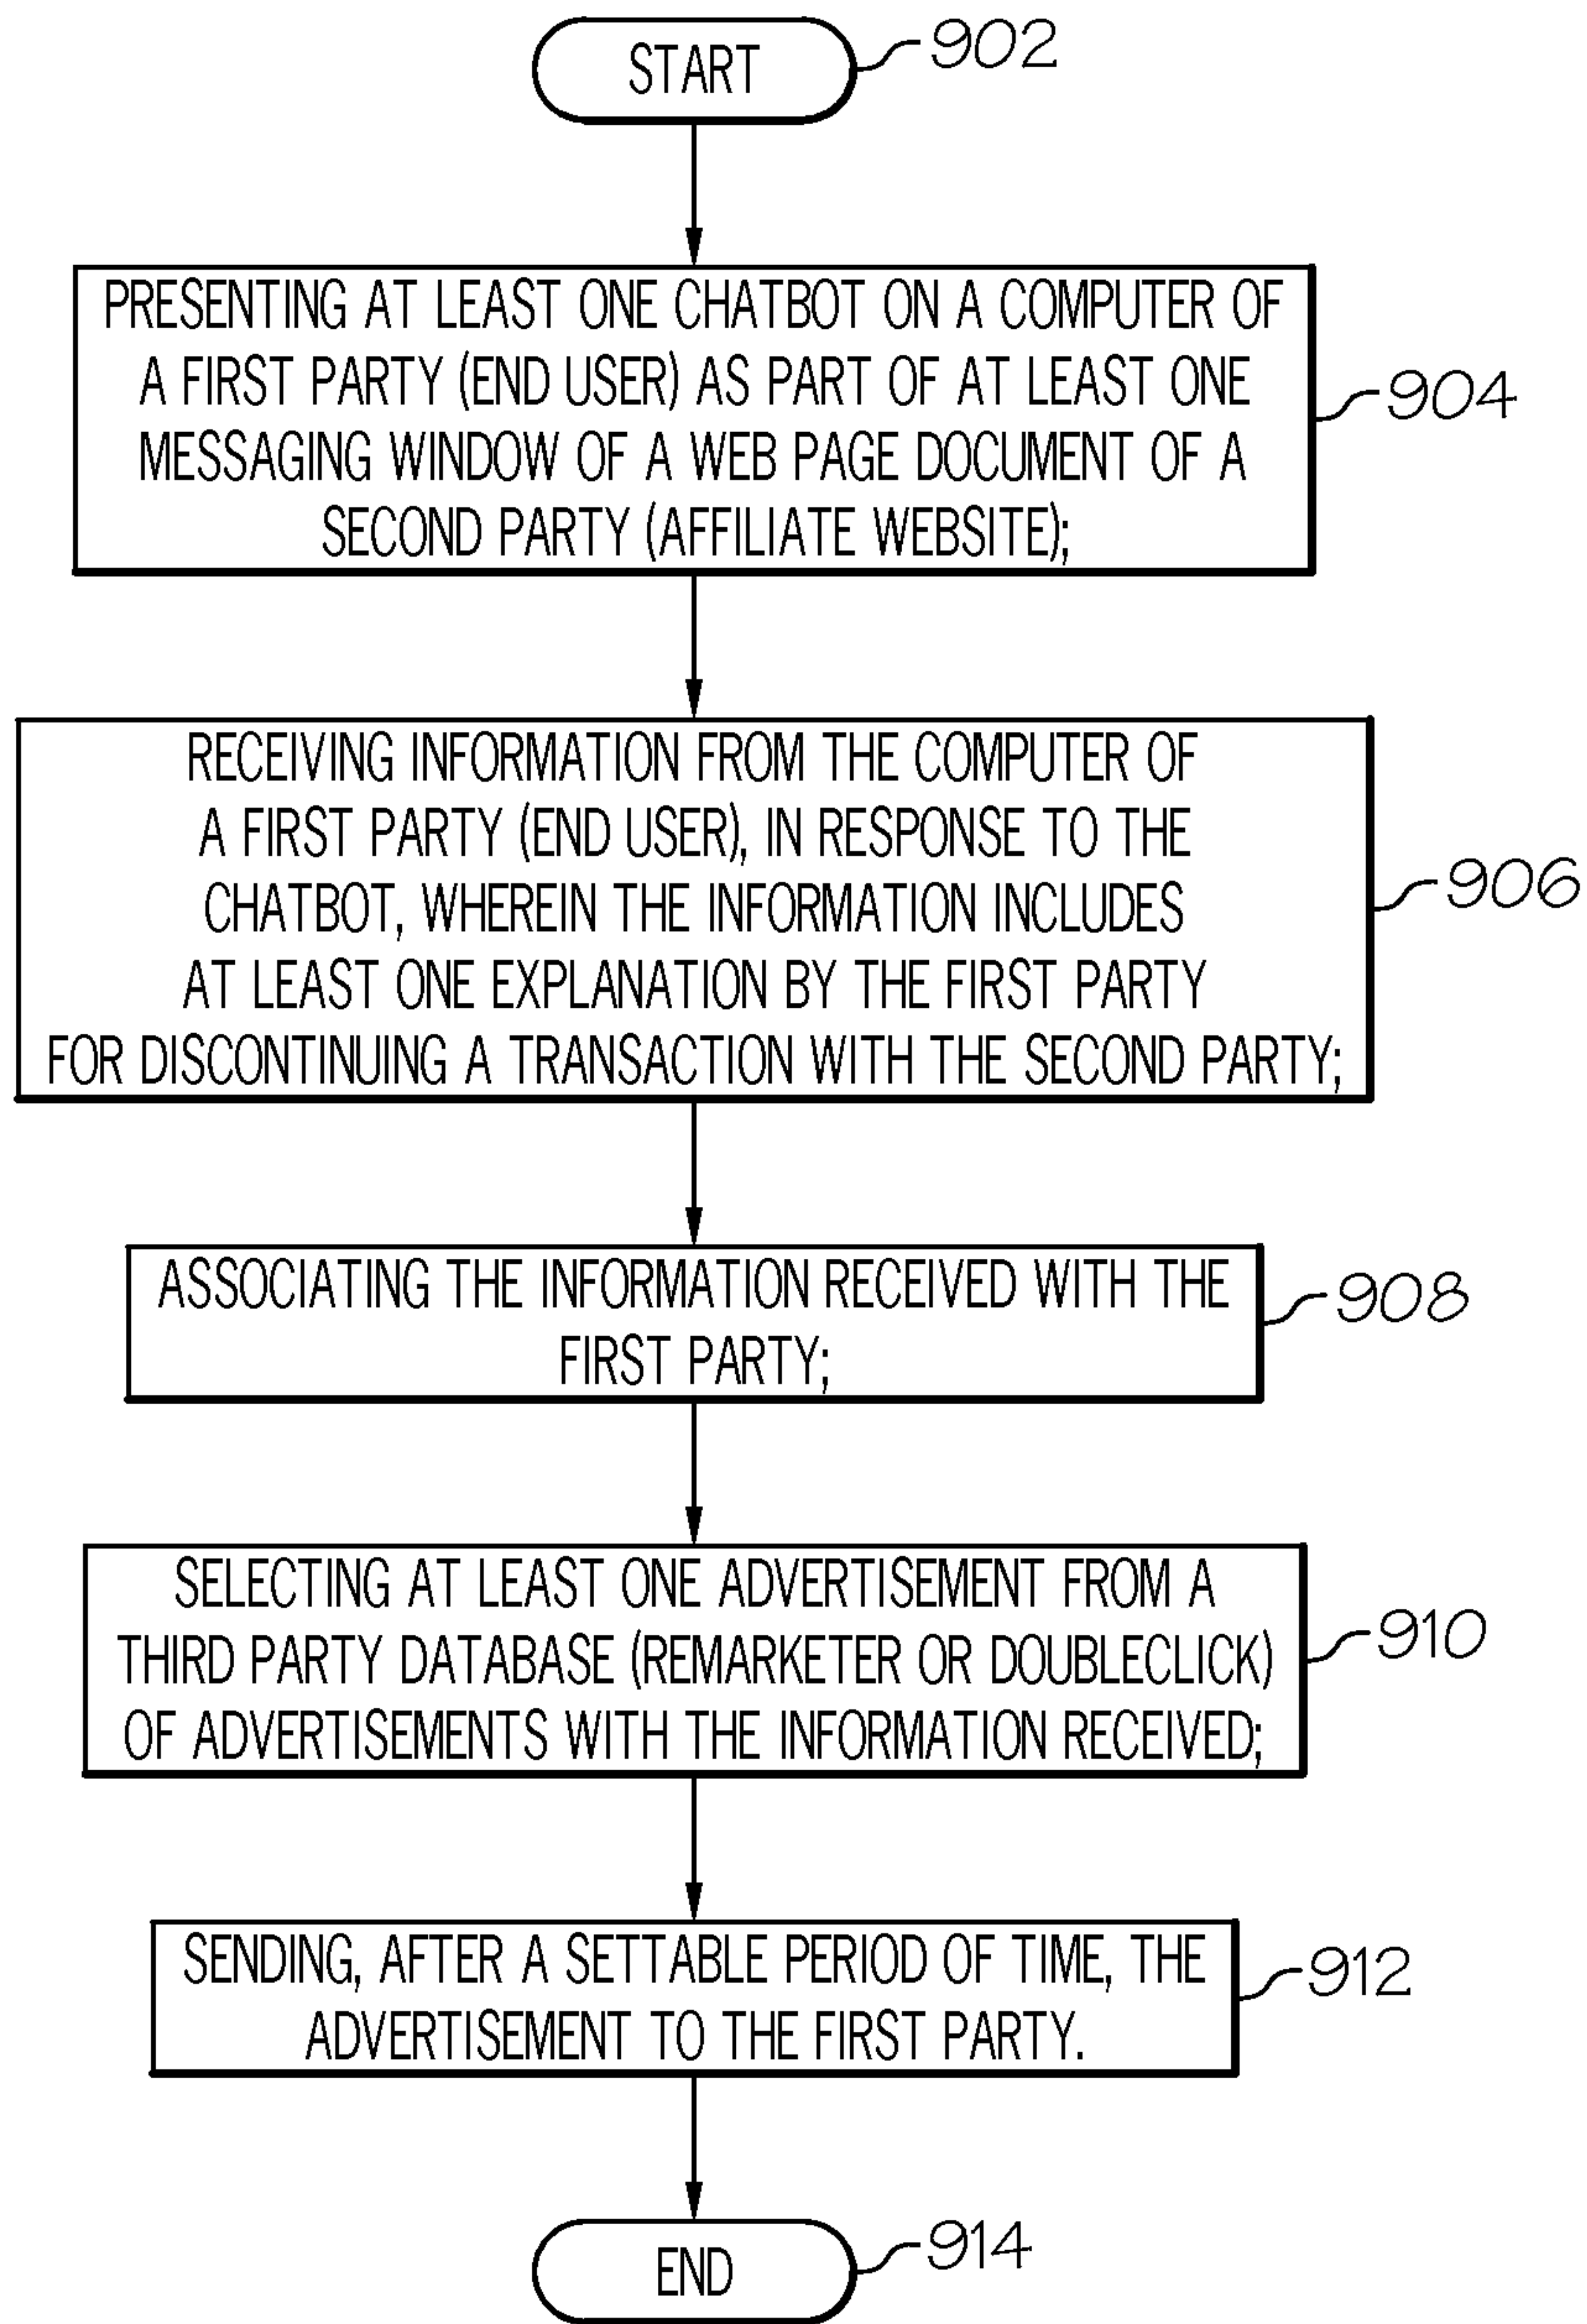 START
902
PRESENTING AT LEAST ONE CHATBOT ON A COMPUTER OF
A FIRST PARTY (END USER) AS PART OF AT LEAST ONE
MESSAGING WINDOW OF A WEB PAGE DOCUMENT OF A
SECOND PARTY (AFFILIATE WEBSITE);
904
RECEIVING INFORMATION FROM THE COMPUTER OF
A FIRST PARTY (END USER), IN RESPONSE TO THE
CHATBOT, WHEREIN THE INFORMATION INCLUDES
AT LEAST ONE EXPLANATION BY THE FIRST PARTY
FOR DISCONTINUING A TRANSACTION WITH THE SECOND PARTY;
906
ASSOCIATING THE INFORMATION RECEIVED WITH THE
FIRST PARTY;
908
SELECTING AT LEAST ONE ADVERTISEMENT FROM A
THIRD PARTY DATABASE (REMARKETER OR DOUBLECLICK)
OF ADVERTISEMENTS WITH THE INFORMATION RECEIVED;
910
SENDING, AFTER A SETTABLE PERIOD OF TIME, THE
ADVERTISEMENT TO THE FIRST PARTY.
912
END
914